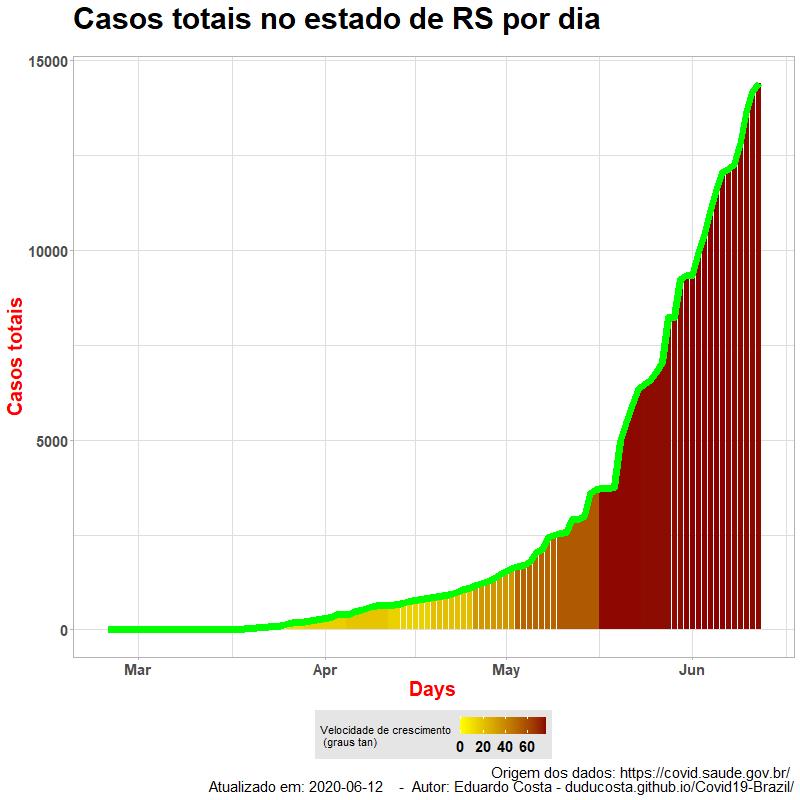 Casos totais no estado de RS por dia
15000
10000
5000
0
Casos totais
Mar Apr May Jun
Days
Velocidade de crescimento
(graus tan)
0 20 40 60
Origem dos dados: https://covid.saude.gov.br/
Atualizado em: 2020-06-12 - Autor: Eduardo Costa - duducosta.github.io/Covid19-Brazil/